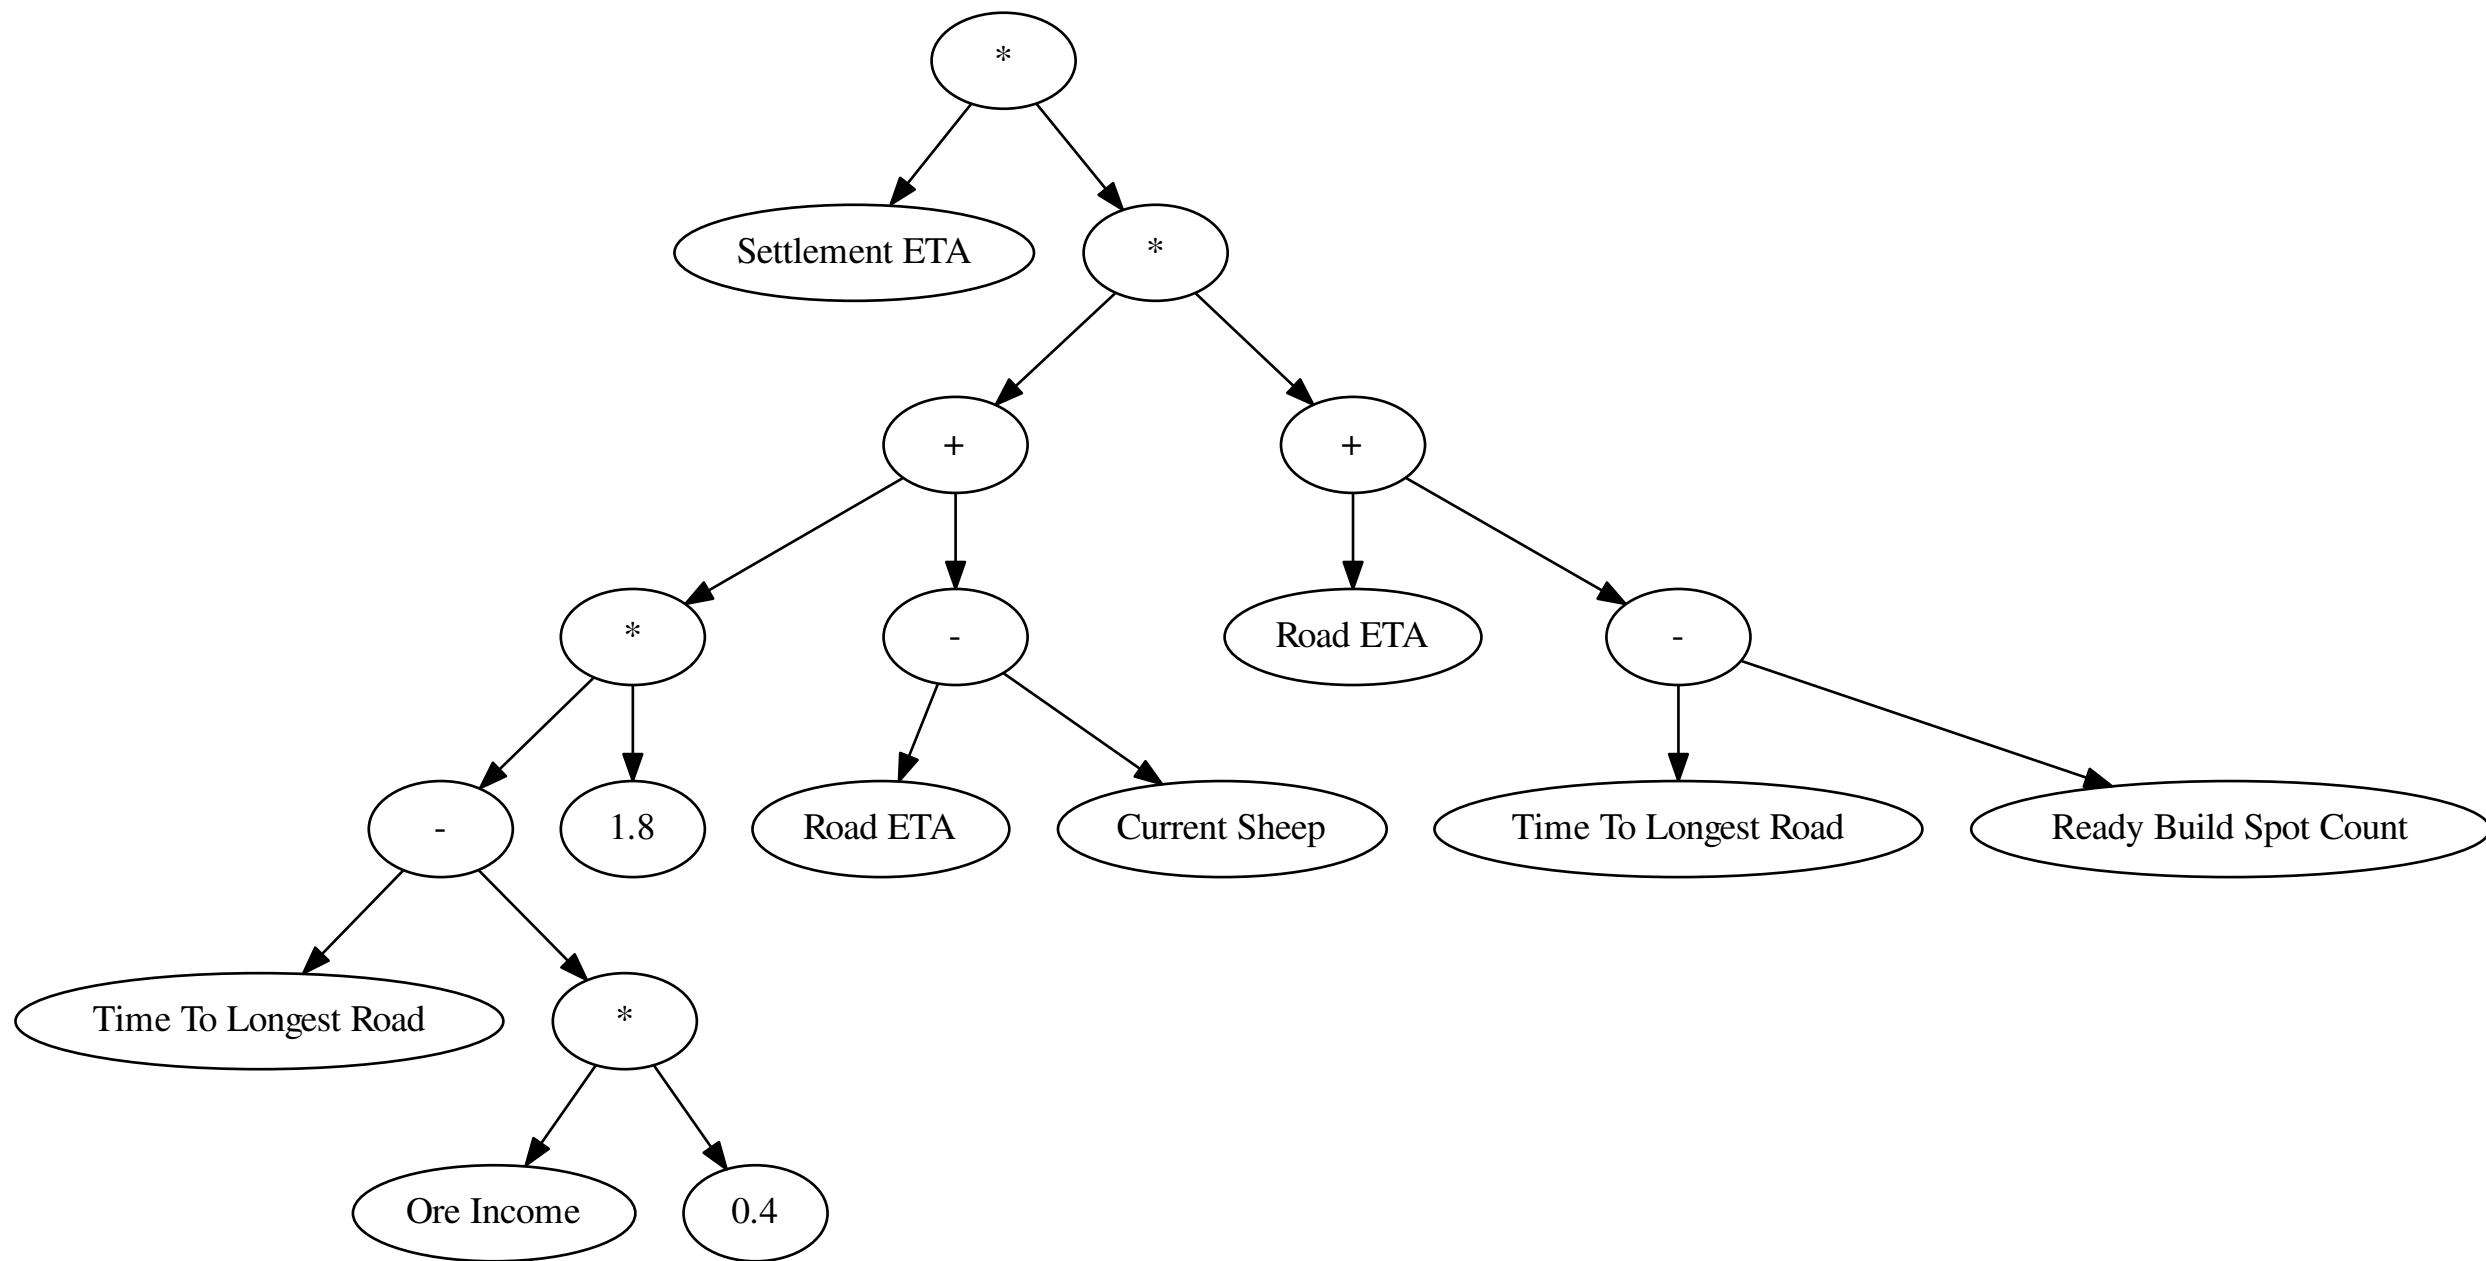 *
Settlement ETA
*
+
+
*
-
Road ETA
-
-
1.8
Road ETA
Current Sheep
Time To Longest Road
Ready Build Spot Count
Time To Longest Road
*
Ore Income
0.4